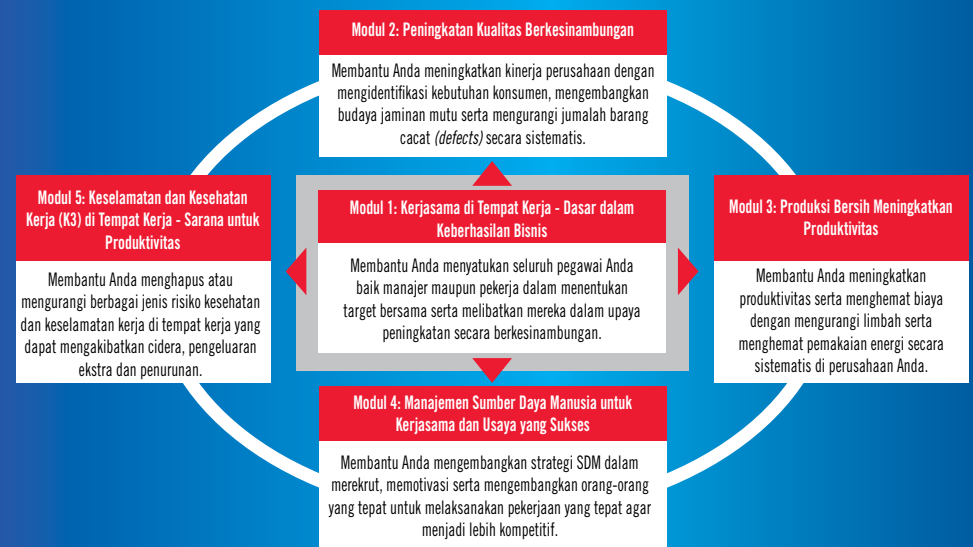 Modul 2: Peningkatan Kualitas Berkesinambungan
Membantu Anda meningkatkan kinerja perusahaan dengan
mengidentifikasi kebutuhan konsumen, mengembangkan
budaya jaminan mutu serta mengurangi jumalah barang
cacat (defects) secara sistematis.
Modul 5: Keselamatan dan Kesehatan
Kerja (K3) di Tempat Kerja - Sarana untuk
Produktivitas
Membantu Anda menghapus atau
mengurangi berbagai jenis risiko kesehatan
dan keselamatan kerja di tempat kerja yang
dapat mengakibatkan cidera, pengeluaran
ekstra dan penurunan.
Modul 1: Kerjasama di Tempat Kerja - Dasar dalam
Keberhasilan Bisnis
Membantu Anda menyatukan seluruh pegawai Anda
baik manajer maupun pekerja dalam menentukan
target bersama serta melibatkan mereka dalam upaya
peningkatan secara berkesinambungan.
Modul 3: Produksi Bersih Meningkatkan
Produktivitas
Membantu Anda meningkatkan
produktivitas serta menghemat biaya
dengan mengurangi limbah serta
menghemat pemakaian energi secara
sistematis di perusahaan Anda.
Modul 4: Manajemen Sumber Daya Manusia untuk
Kerjasama dan Usaya yang Sukses
Membantu Anda mengembangkan strategi SDM dalam
merekrut, memotivasi serta mengembangkan orang-orang
yang tepat untuk melaksanakan pekerjaan yang tepat agar
menjadi lebih kompetitif.